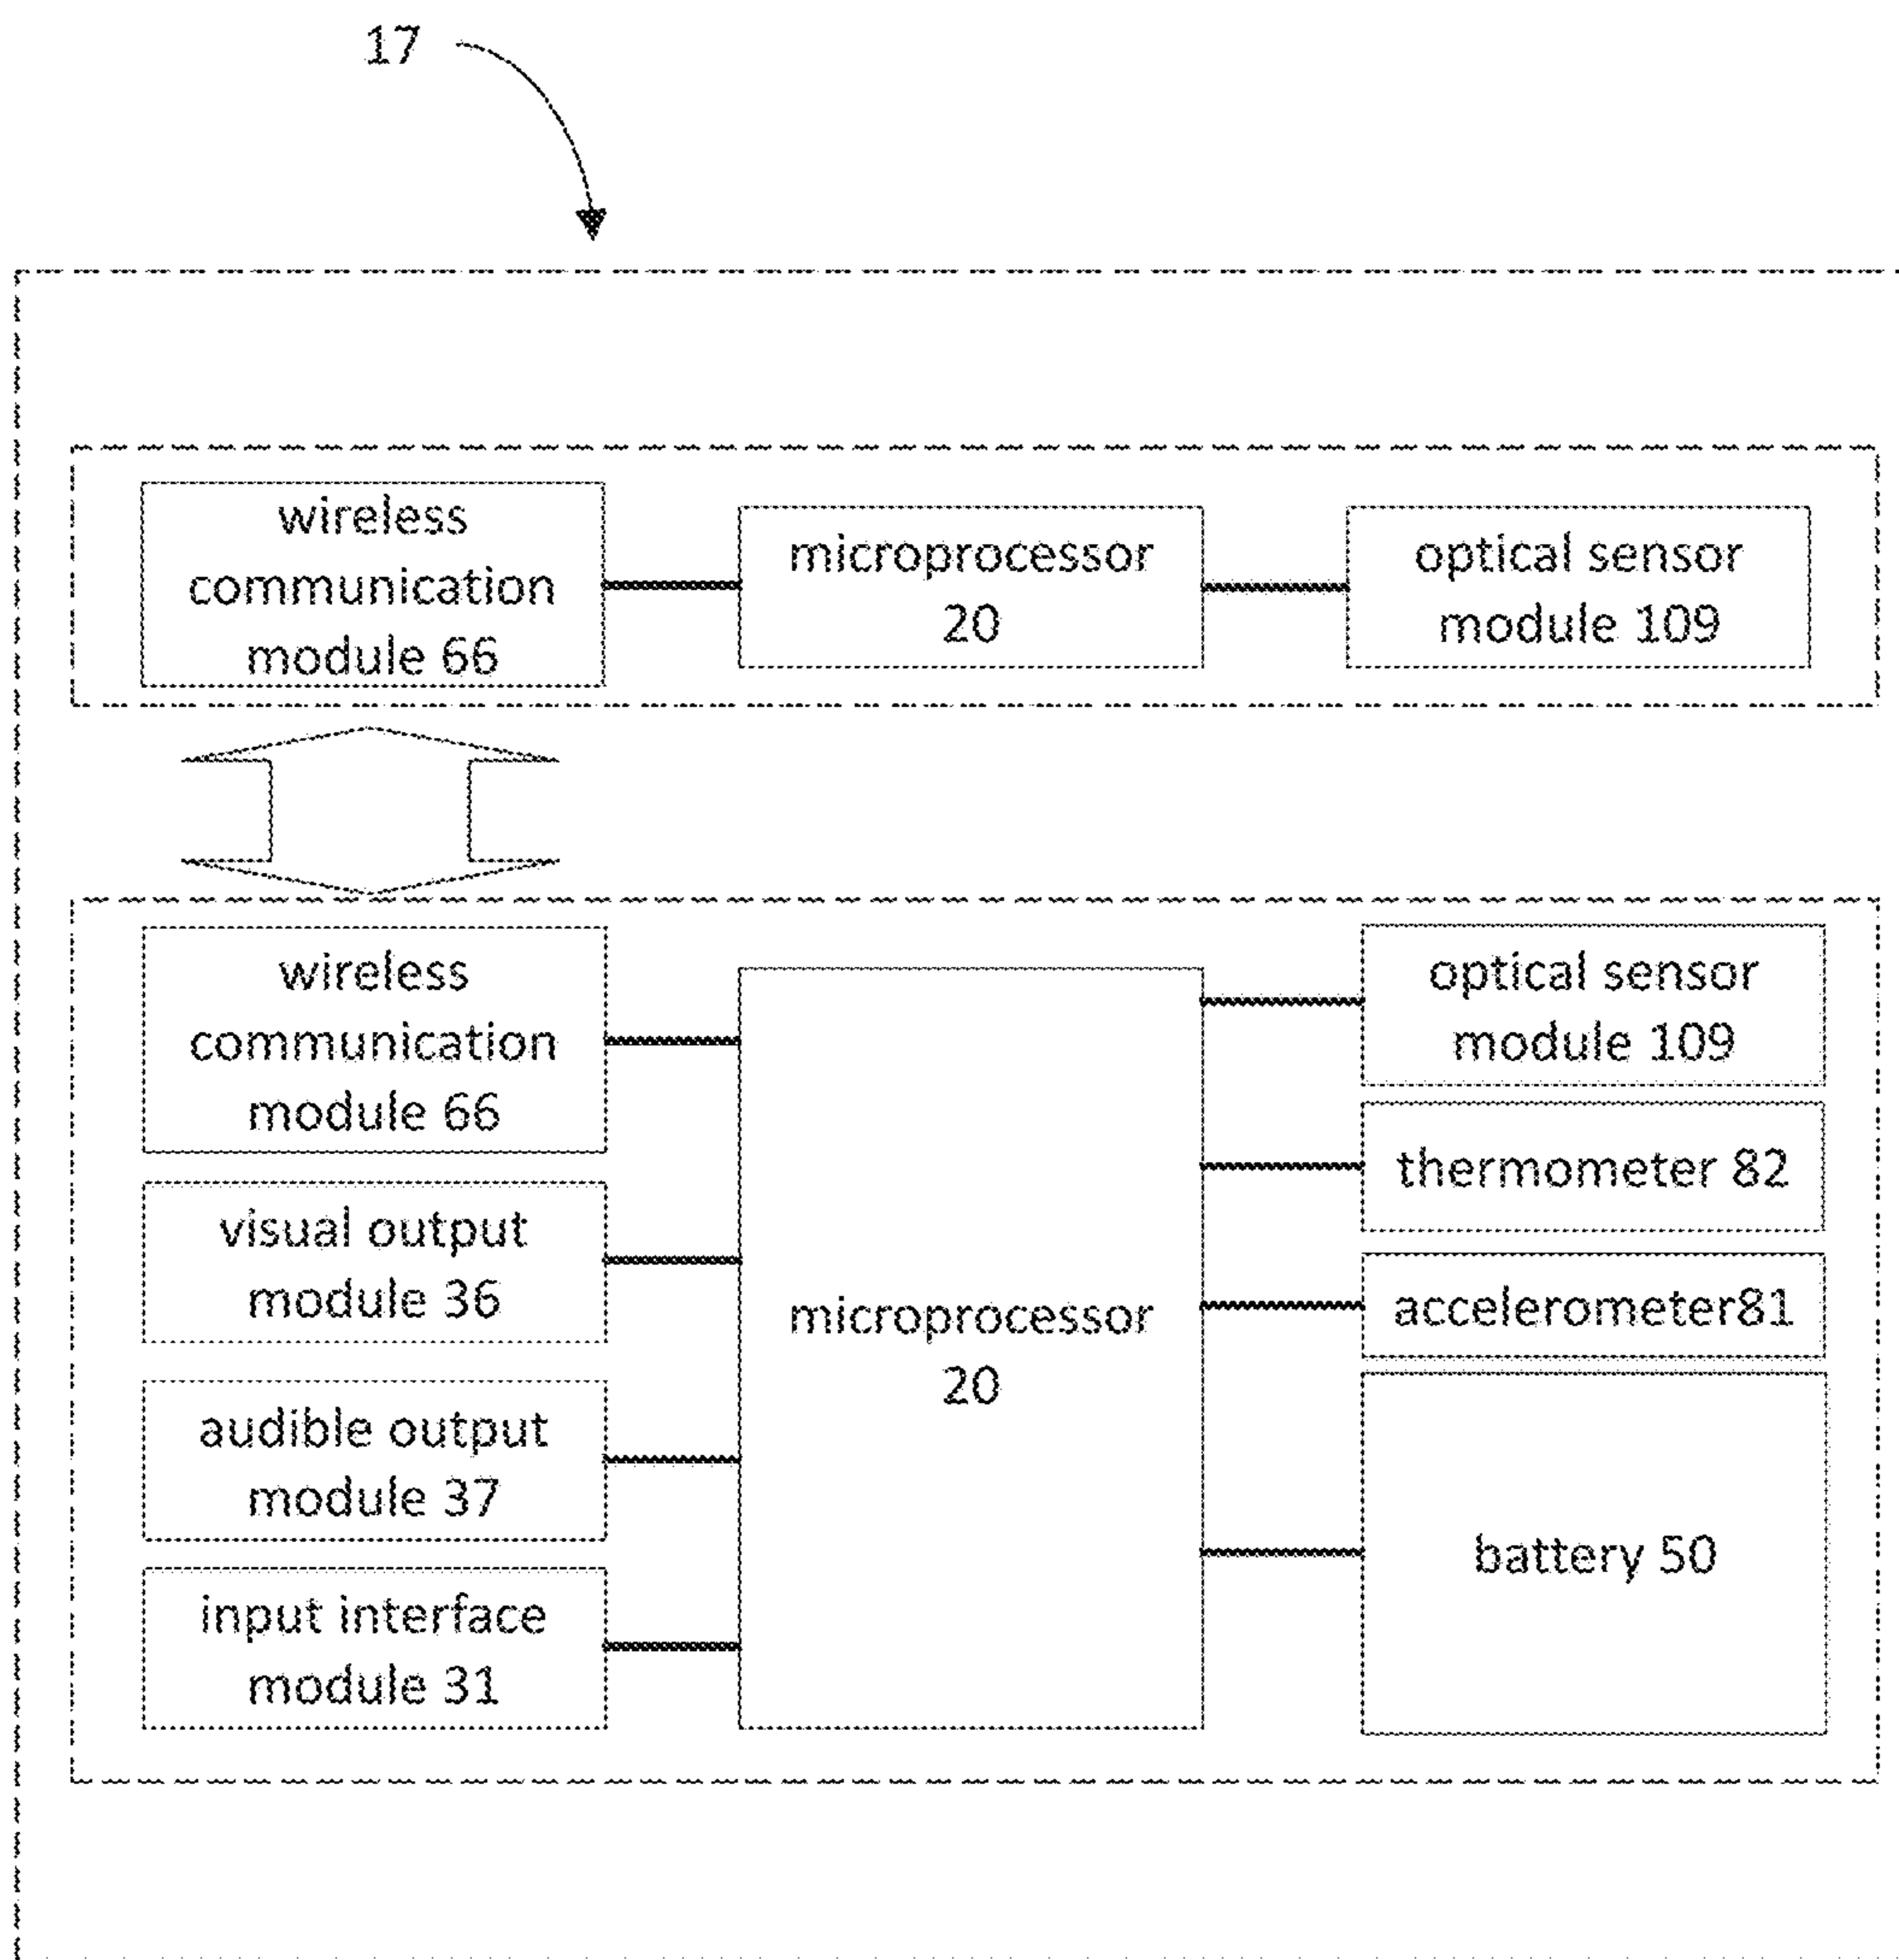 17
wireless
communication
module 66
microprocessor
20
optical sensor
module 109
wireless
communication
module 66
visual output
module 36
audible output
module 37
input interface
module 31
microprocessor
20
optical sensor
module 109
thermometer 82
accelerometer81
battery 50